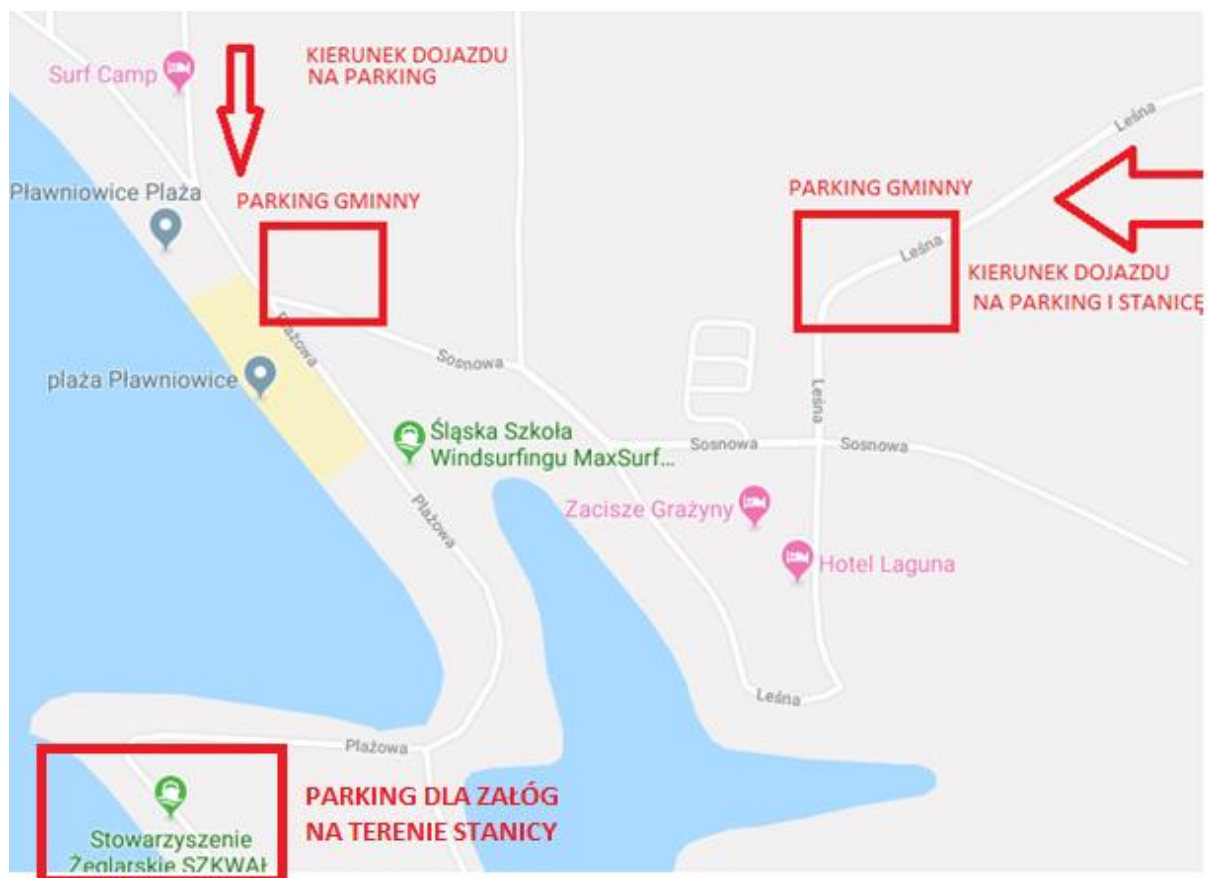 KIERUNEK DOJAZDU
NA PARKING
Surf Camp
Leśna
Pławniowice Plaża
PARKING GMINNY
PARKING GMINNY
Leśna
KIERUNEK DOJAZDU
NA PARKING I STANICĘ
Plażowa
Sosnowa
plaża Pławniowice
Leśna
Śląska Szkoła
Windsurfingu MaxSurf...
Sosnowa
Sosnowa
Plażowa
Zacisze Grażyny
Hotel Laguna
Leśna
Plażowa
PARKING DLA ZAŁÓG
NA TERENIE STANICY
Stowarzyszenie
Żeglarskie SZKWAŁ